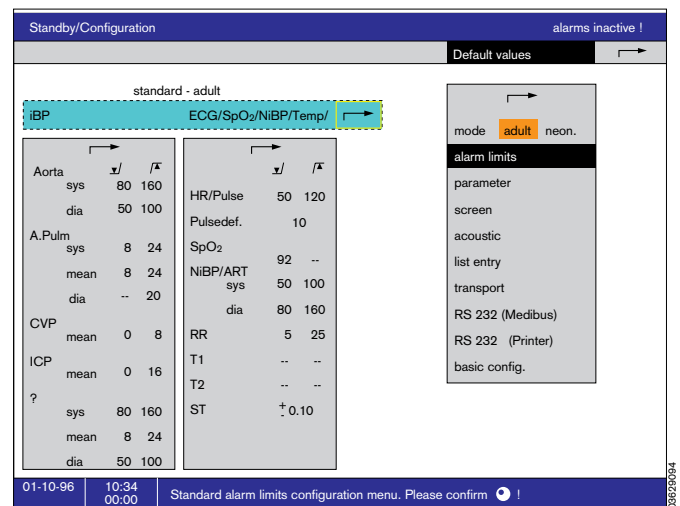 Standby/Configuration alarms inactive !
Default values
standard - adult
iBP ECG/SpO2/NiBP/Temp/
mode adult neon.
alarm limits
parameter
screen
acoustic
list entry
transport
RS 232 (Medibus)
RS 232 (Printer)
basic config.
Aorta
sys 80 160
dia 50 100
A.Pulm
sys 8 24
mean 8 24
dia -- 20
CVP
mean 0 8
ICP
mean 0 16
?
sys 80 160
mean 8 24
dia 50 100
HR/Pulse 50 120
Pulsedef. 10
SpO2
92 --
NiBP/ART
sys 50 100
dia 80 160
RR 5 25
T1 -- --
T2 -- --
ST +- 0.10
01-10-96 10:34
00:00
Standard alarm limits configuration menu. Please confirm !
03629094